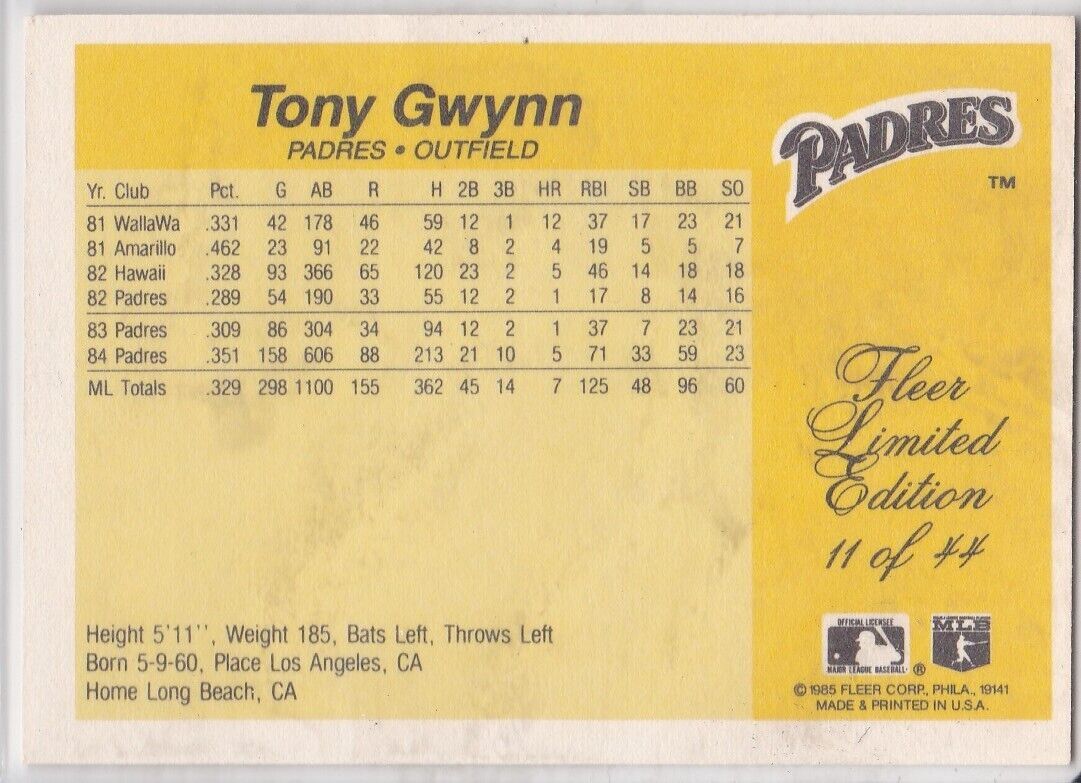 Tony Gwynn
PADRES • OUTFIELD
PADRES
TM
Yr. Club Pct. G AB R H 2B 3B HR RBI SB BB SO
81 WallaWa .331 42 178 46 59 12 1 12 37 17 23 21
81 Amarillo .462 23 91 22 42 8 2 4 19 5 5 7
82 Hawaii .328 93 366 65 120 23 2 5 46 14 18 18
82 Padres .289 54 190 33 55 12 2 1 17 8 14 16
83 Padres .309 86 304 34 94 12 2 1 37 7 23 21
84 Padres .351 158 606 88 213 21 10 5 71 33 59 23
ML Totals .329 298 1100 155 362 45 14 7 125 48 96 60
Fleer
Limited
Edition
11 of 44
Height 5'11'', Weight 185, Bats Left, Throws Left
Born 5-9-60, Place Los Angeles, CA
Home Long Beach, CA
OFFICIAL LICENSEE
MAJOR LEAGUE BASEBALL
®
MLB
© 1985 FLEER CORP., PHILA., 19141
MADE & PRINTED IN U.S.A.